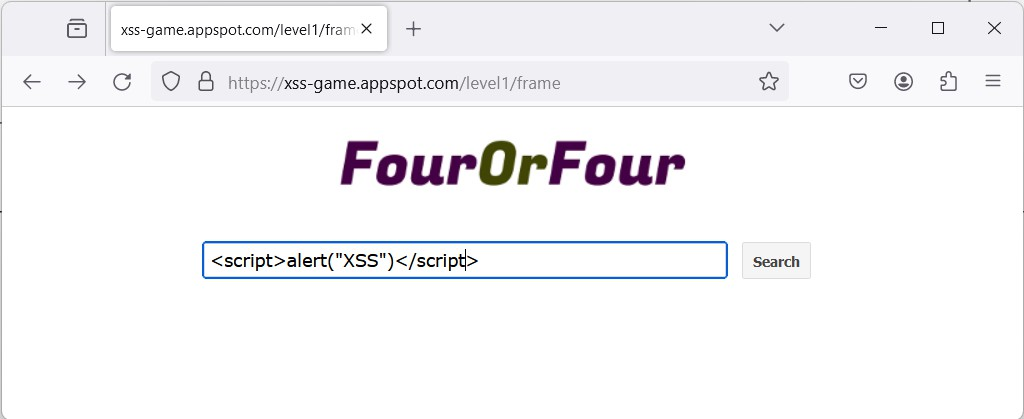 xss-game.appspot.com/level1/fram
https://xss-game.appspot.com/level1/frame
FourOrFour
<script>alert("XSS")</script>
Search